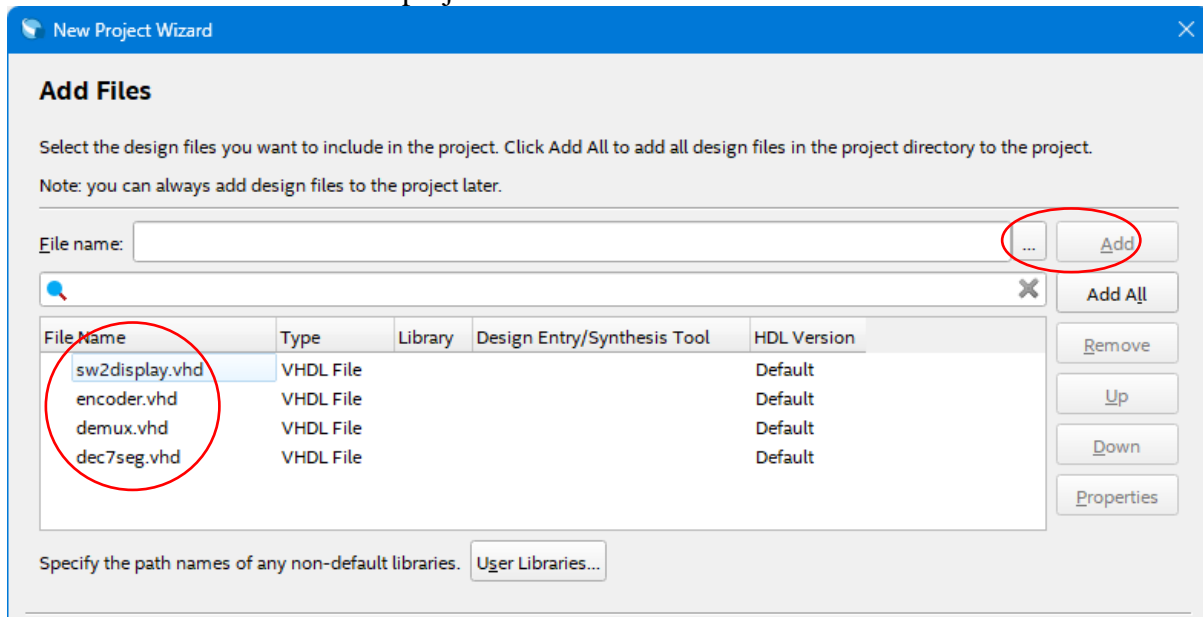 proj
New Project Wizard
Add Files
Select the design files you want to include in the project. Click Add All to add all design files in the project directory to the project.
Note: you can always add design files to the project later.
File name: ... Add
Add All
File Name Type Library Design Entry/Synthesis Tool HDL Version
Remove
sw2display.vhd VHDL File Default
encoder.vhd VHDL File Default
Up
demux.vhd VHDL File Default
Down
dec7seg.vhd VHDL File Default
Properties
Specify the path names of any non-default libraries. User Libraries...